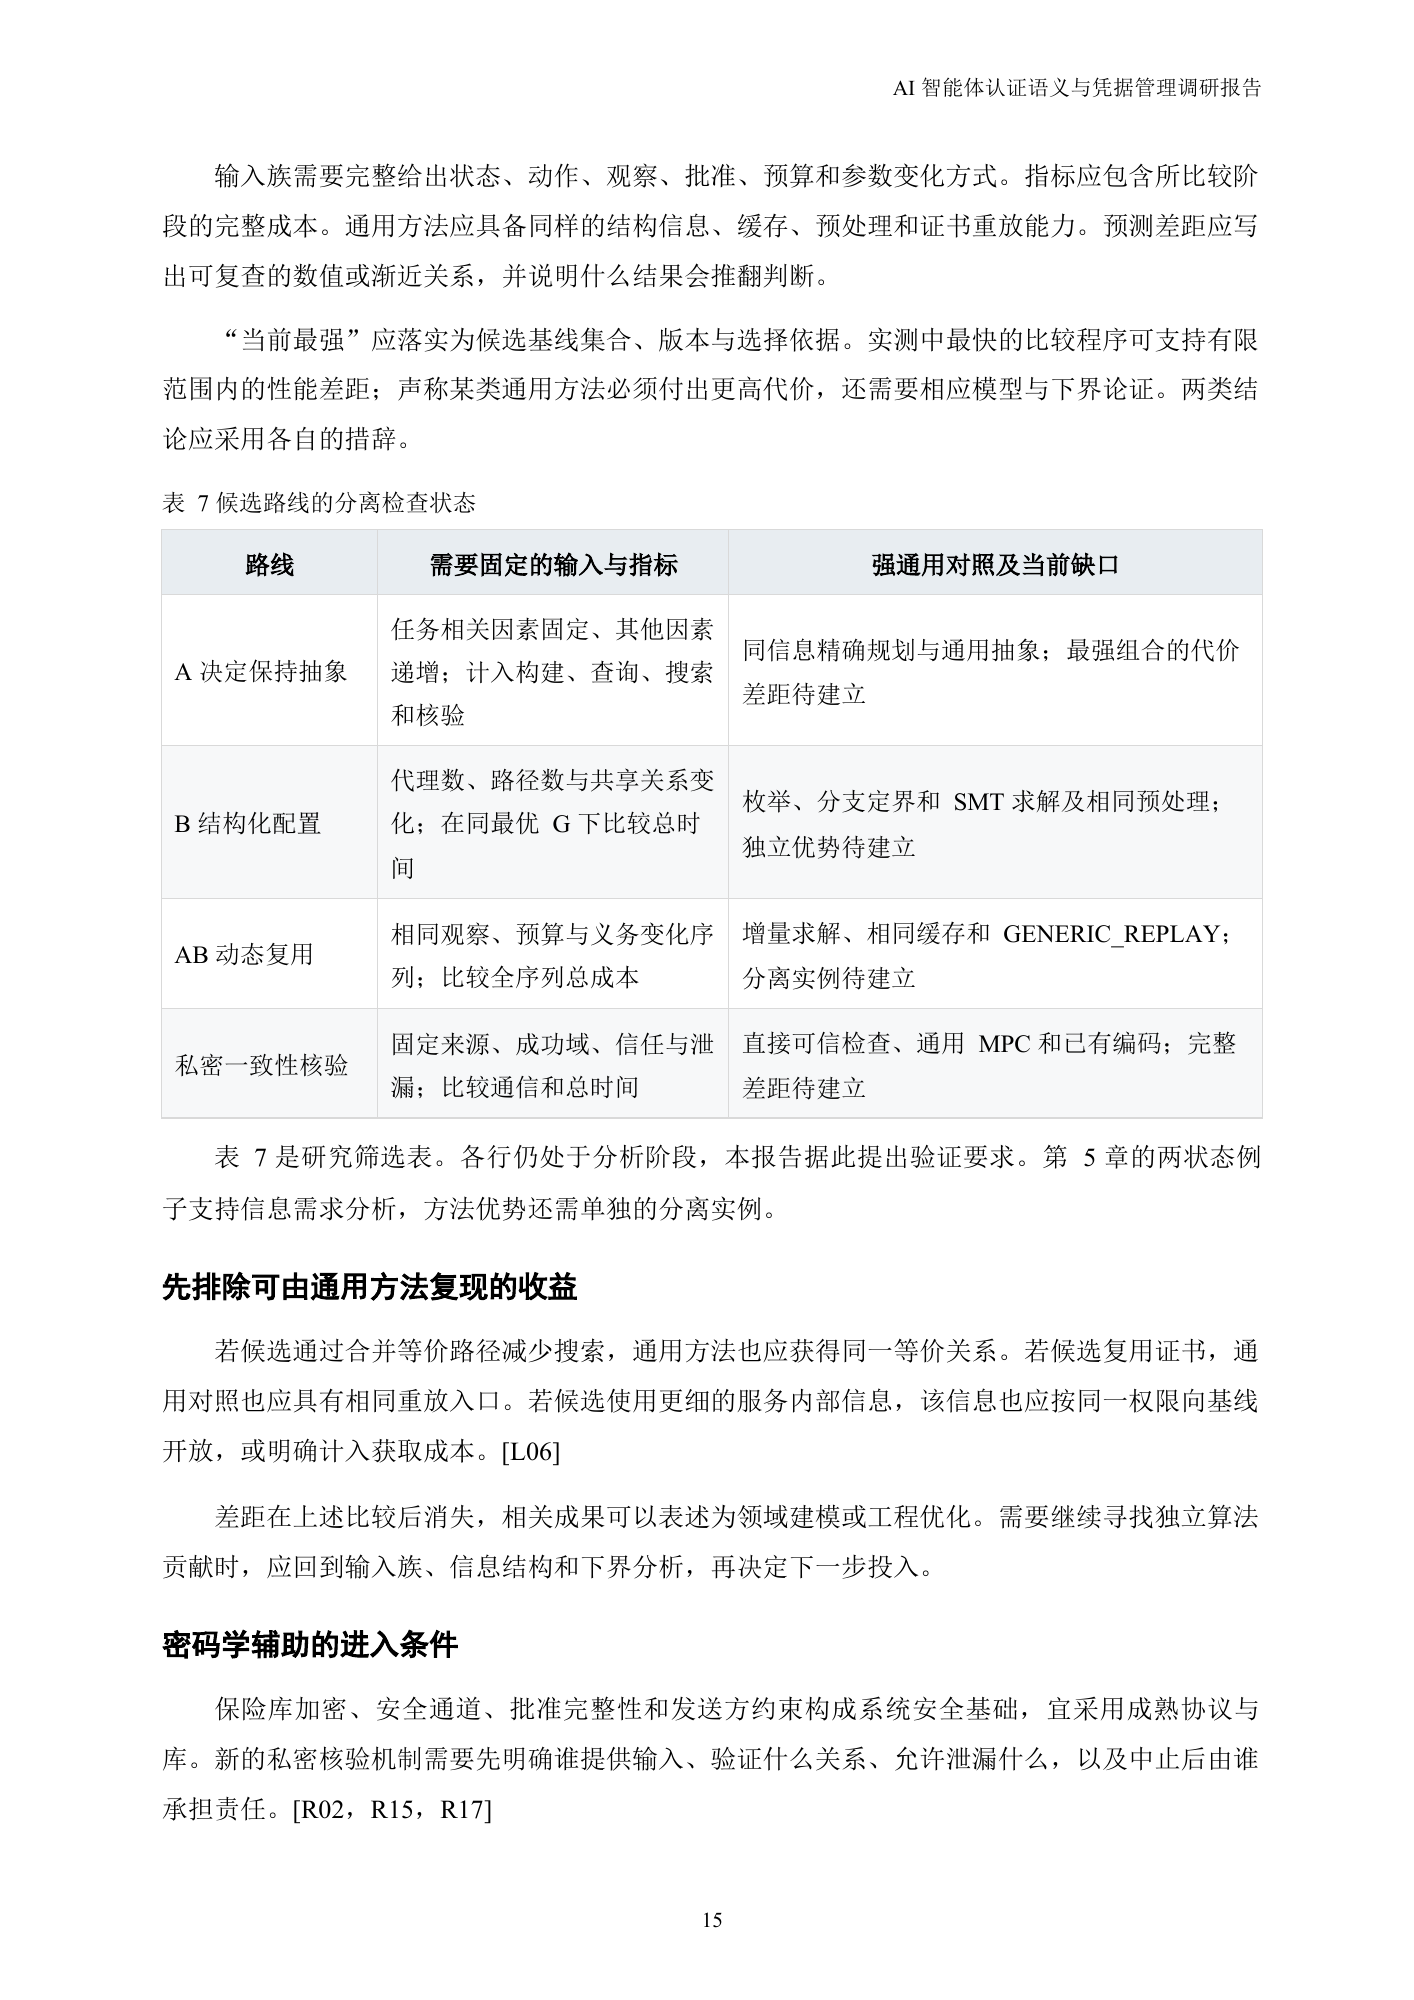 AI 智能体认证语义与凭据管理调研报告
输入族需要完整给出状态、动作、观察、批准、预算和参数变化方式。指标应包含所比较阶
段的完整成本。通用方法应具备同样的结构信息、缓存、预处理和证书重放能力。预测差距应写
出可复查的数值或渐近关系，并说明什么结果会推翻判断。
“当前最强”应落实为候选基线集合、版本与选择依据。实测中最快的比较程序可支持有限
范围内的性能差距；声称某类通用方法必须付出更高代价，还需要相应模型与下界论证。两类结
论应采用各自的措辞。
表 7 候选路线的分离检查状态
路线
需要固定的输入与指标
强通用对照及当前缺口
A 决定保持抽象
任务相关因素固定、其他因素
递增；计入构建、查询、搜索
和核验
同信息精确规划与通用抽象；最强组合的代价
差距待建立
B 结构化配置
代理数、路径数与共享关系变
化；在同最优 G 下比较总时
间
枚举、分支定界和 SMT 求解及相同预处理；
独立优势待建立
AB 动态复用
相同观察、预算与义务变化序
列；比较全序列总成本
增量求解、相同缓存和 GENERIC_REPLAY；
分离实例待建立
私密一致性核验
固定来源、成功域、信任与泄
漏；比较通信和总时间
直接可信检查、通用 MPC 和已有编码；完整
差距待建立
表 7 是研究筛选表。各行仍处于分析阶段，本报告据此提出验证要求。第 5 章的两状态例
子支持信息需求分析，方法优势还需单独的分离实例。
先排除可由通用方法复现的收益
若候选通过合并等价路径减少搜索，通用方法也应获得同一等价关系。若候选复用证书，通
用对照也应具有相同重放入口。若候选使用更细的服务内部信息，该信息也应按同一权限向基线
开放，或明确计入获取成本。[L06]
差距在上述比较后消失，相关成果可以表述为领域建模或工程优化。需要继续寻找独立算法
贡献时，应回到输入族、信息结构和下界分析，再决定下一步投入。
密码学辅助的进入条件
保险库加密、安全通道、批准完整性和发送方约束构成系统安全基础，宜采用成熟协议与
库。新的私密核验机制需要先明确谁提供输入、验证什么关系、允许泄漏什么，以及中止后由谁
承担责任。[R02，R15，R17]
15